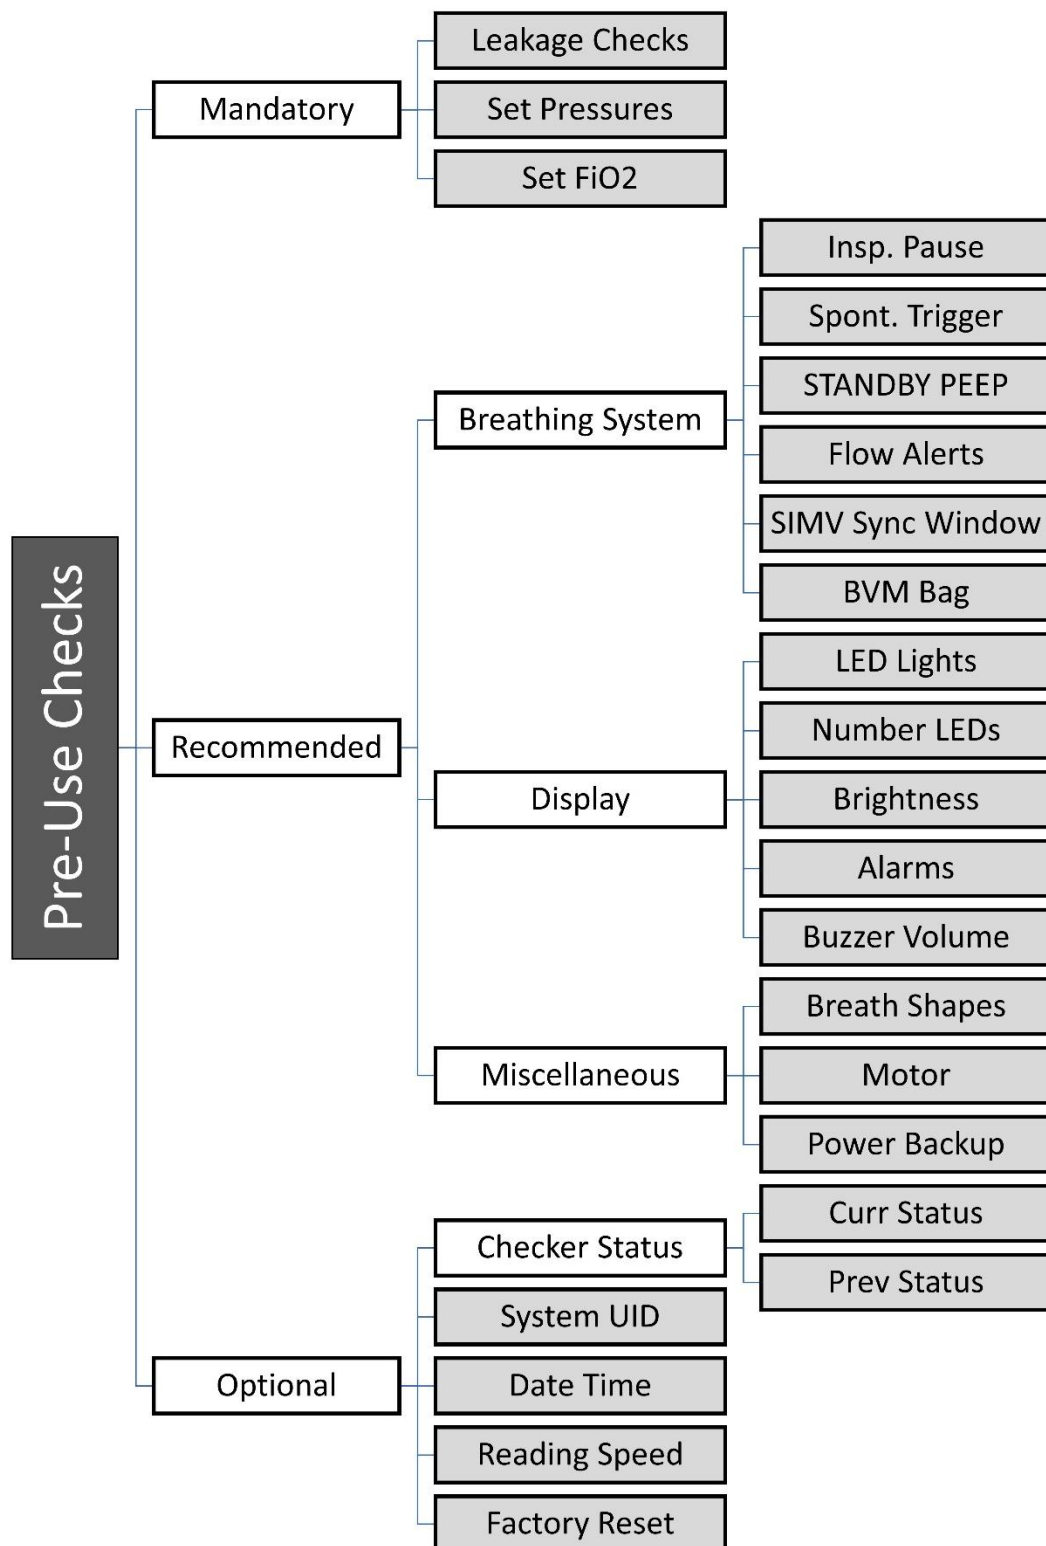 Pre-Use Checks
Mandatory
Leakage Checks
Set Pressures
Set FiO2
Recommended
Breathing System
Insp. Pause
Spont. Trigger
STANDBY PEEP
Flow Alerts
SIMV Sync Window
BVM Bag
Display
LED Lights
Number LEDs
Brightness
Alarms
Buzzer Volume
Miscellaneous
Breath Shapes
Motor
Power Backup
Optional
Checker Status
Curr Status
Prev Status
System UID
Date Time
Reading Speed
Factory Reset